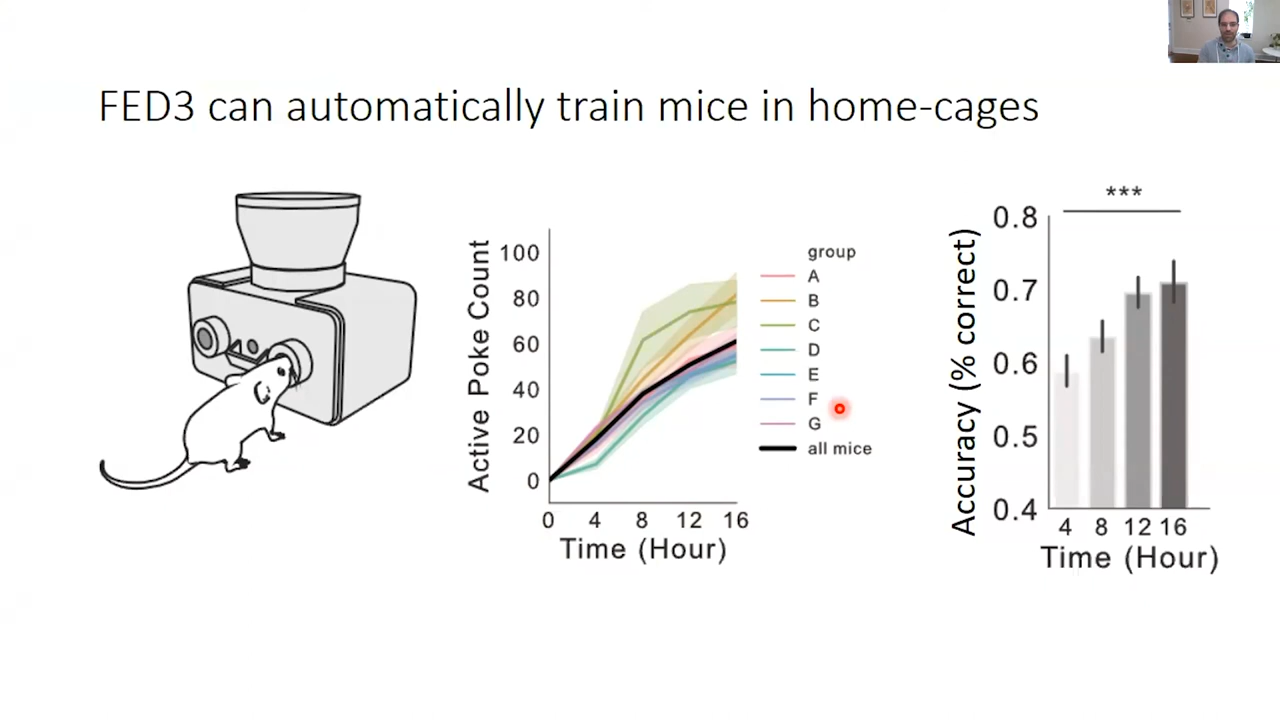 FED3 can automatically train mice in home-cages
Active Poke Count
100
80
60
40
20
0
0 4 8 12 16
Time (Hour)
group
A
B
C
D
E
F
G
all mice
***
Accuracy (% correct)
0.8
0.7
0.6
0.5
0.4
4 8 12 16
Time (Hour)